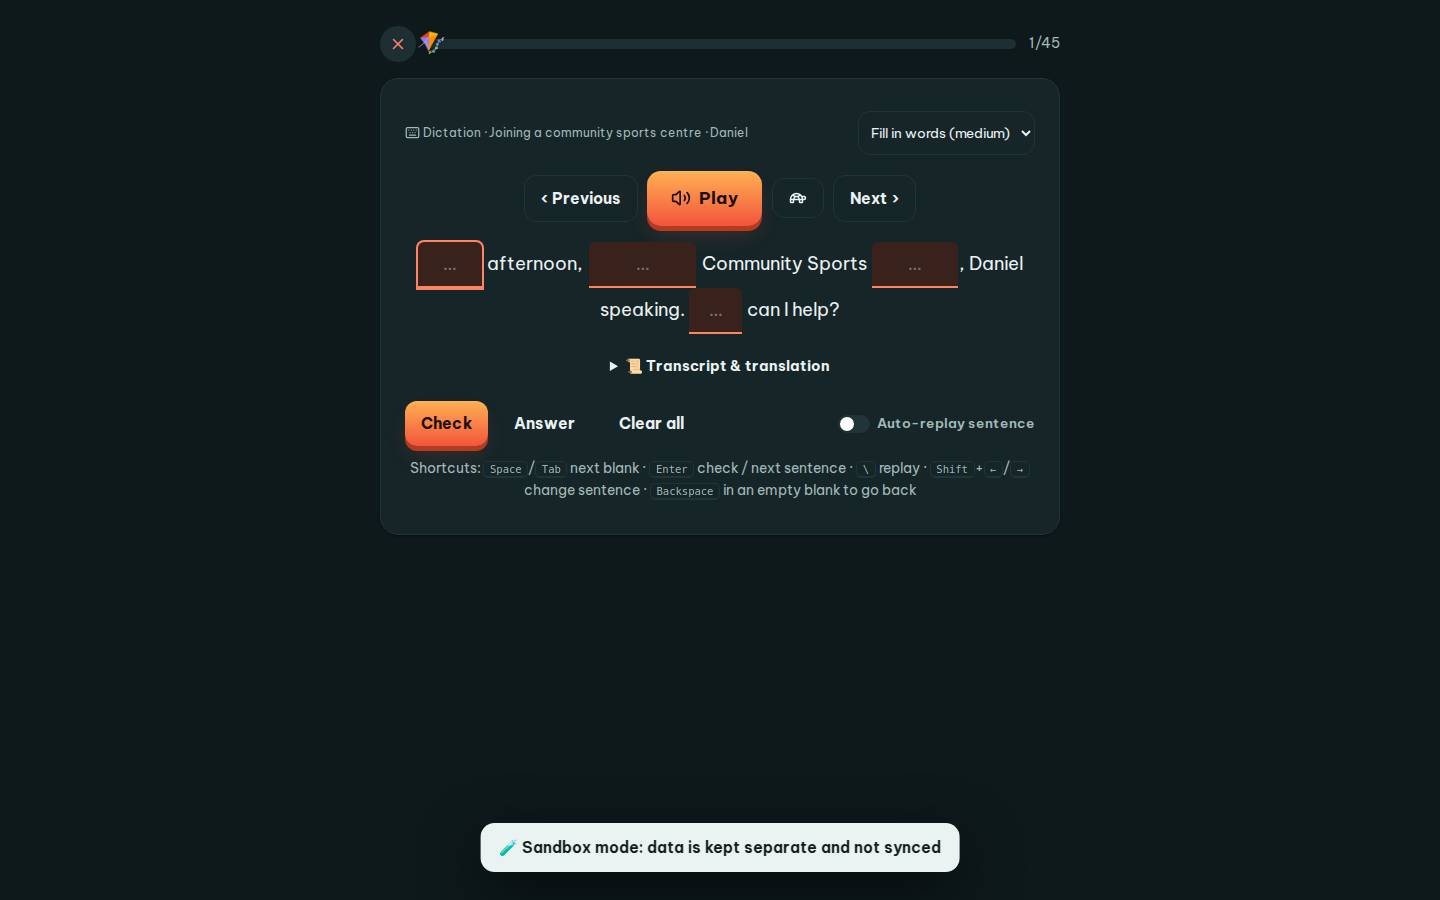 1/45
Dictation · Joining a community sports centre · Daniel
Fill in words (medium)
‹ Previous
Play
Next ›
... afternoon, ... Community Sports ... , Daniel
speaking. ... can I help?
▶ 📜 Transcript & translation
Check
Answer
Clear all
Auto-replay sentence
Shortcuts: Space / Tab next blank · Enter check / next sentence · \ replay · Shift + ← / →
change sentence · Backspace in an empty blank to go back
🧪 Sandbox mode: data is kept separate and not synced